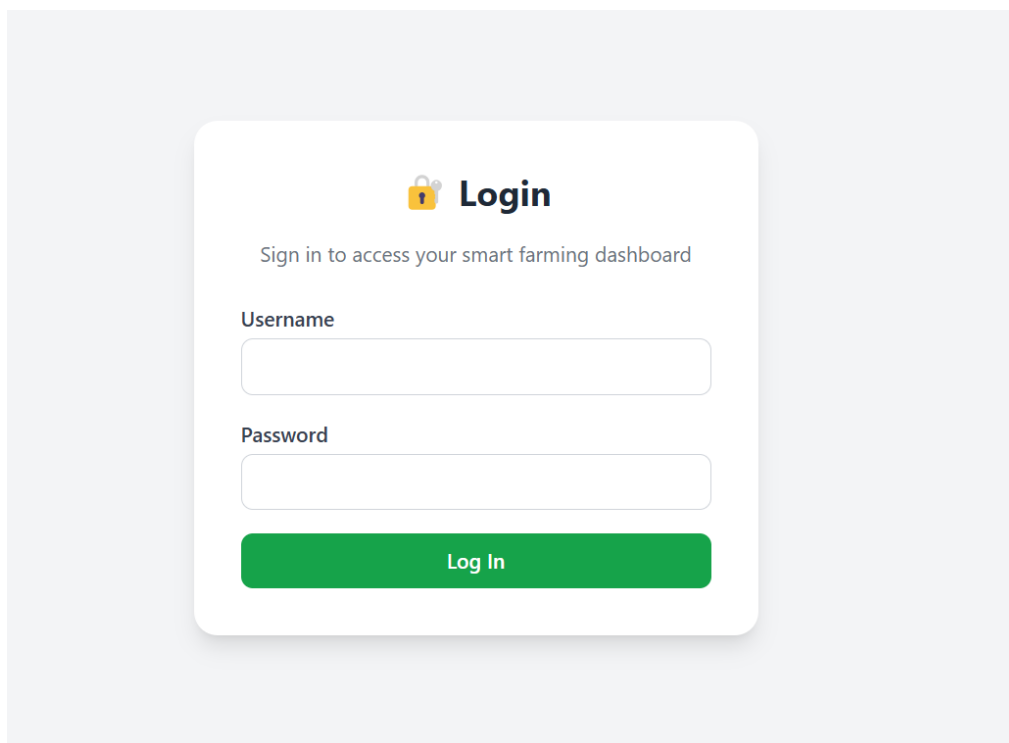 Login
Sign in to access your smart farming dashboard
Username
Password
Log In